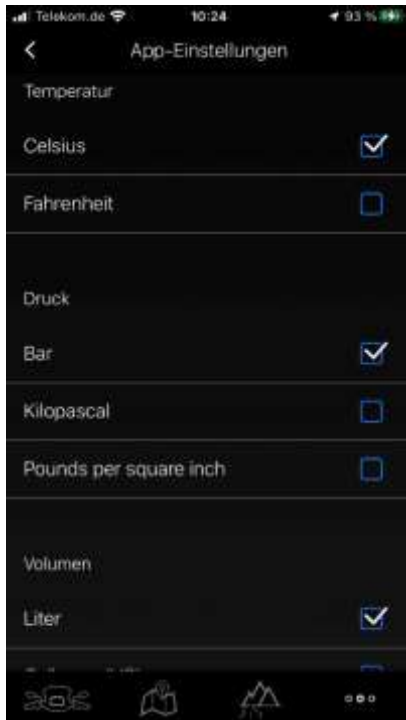 Telekom.de 10:24 93 %
App-Einstellungen
Temperatur
Celsius
Fahrenheit
Druck
Bar
Kilopascal
Pounds per square inch
Volumen
Liter